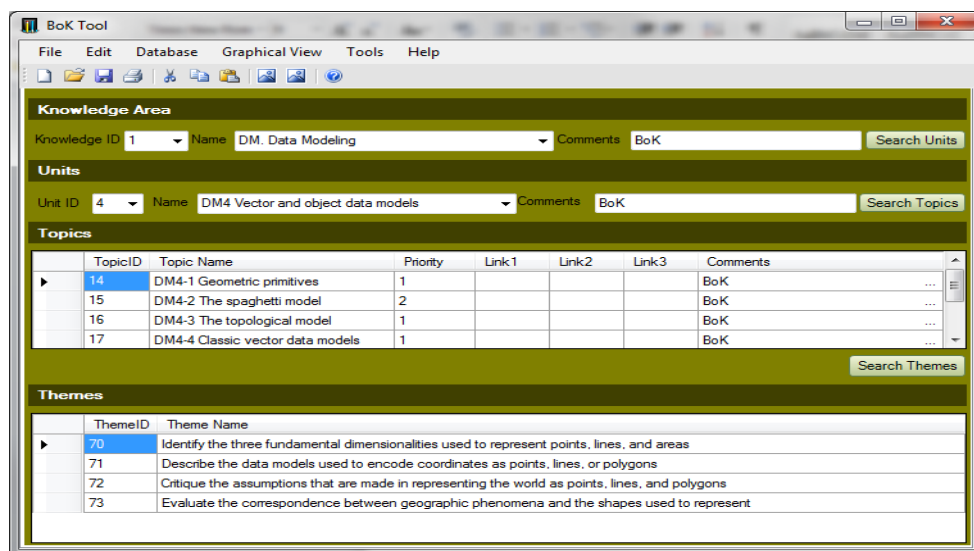 BoK Tool
File Edit Database Graphical View Tools Help
Knowledge Area
Knowledge ID 1 Name DM. Data Modeling Comments BoK Search Units
Units
Unit ID 4 Name DM4 Vector and object data models Comments BoK Search Topics
Topics
TopicID Topic Name Priority Link1 Link2 Link3 Comments
14 DM4-1 Geometric primitives 1 BoK ...
15 DM4-2 The spaghetti model 2 BoK ...
16 DM4-3 The topological model 1 BoK ...
17 DM4-4 Classic vector data models 1 BoK ...
Search Themes
Themes
ThemeID Theme Name
70 Identify the three fundamental dimensionalities used to represent points, lines, and areas
71 Describe the data models used to encode coordinates as points, lines, or polygons
72 Critique the assumptions that are made in representing the world as points, lines, and polygons
73 Evaluate the correspondence between geographic phenomena and the shapes used to represent